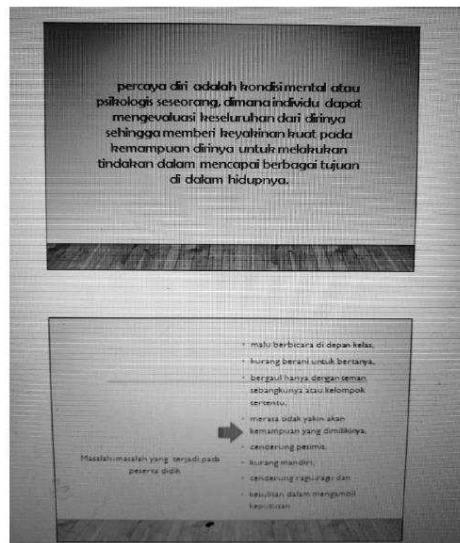 percaya diri adalah kondisi mental atau
psikologis seseorang, dimana individu dapat
mengevaluasi keseluruhan dari dirinya
sehingga memberi keyakinan kuat pada
kemampuan dirinya untuk melakukan
tindakan dalam mencapai berbagai tujuan
di dalam hidupnya.
Masalah-masalah yang terjadi pada
peserta didik
• malu berbicara di depan kelas,
• kurang berani untuk bertanya,
• bergaul hanya dengan teman
sebangkunya atau kelompok
tertentu,
• merasa tidak yakin akan
kemampuan yang dimilikinya,
• cenderung pesimis,
• kurang mandiri,
• cenderung ragu-ragu dan
• kesulitan dalam mengambil
keputusan